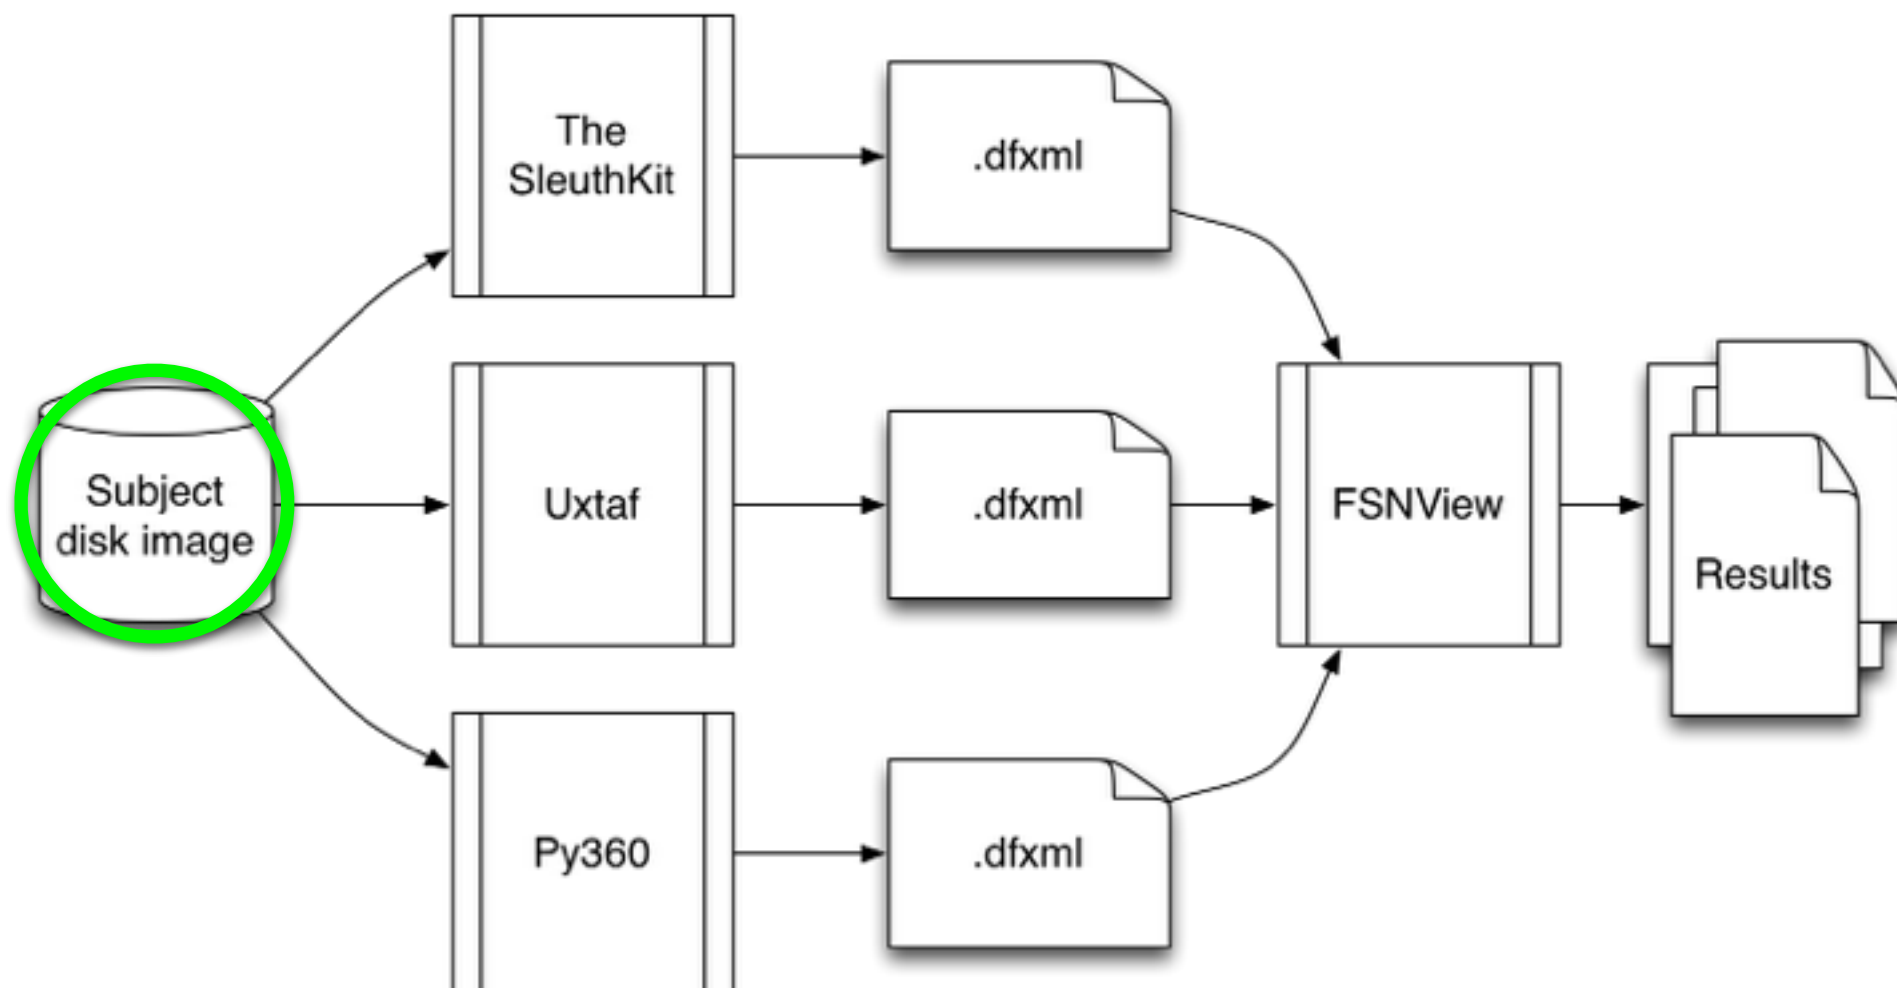 The
SleuthKit
.dfxml
Subject
disk image
Uxtaf
.dfxml
FSNView
Results
Py360
.dfxml